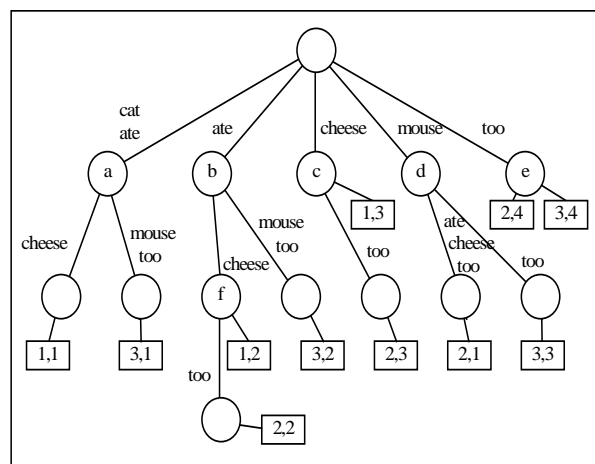 cat
ate
ate
cheese
mouse
too
a
b
c
d
e
1,3
2,4
3,4
cheese
mouse
too
cheese
mouse
too
too
ate
cheese
too
too
f
1,1
3,1
1,2
3,2
2,3
2,1
3,3
too
2,2